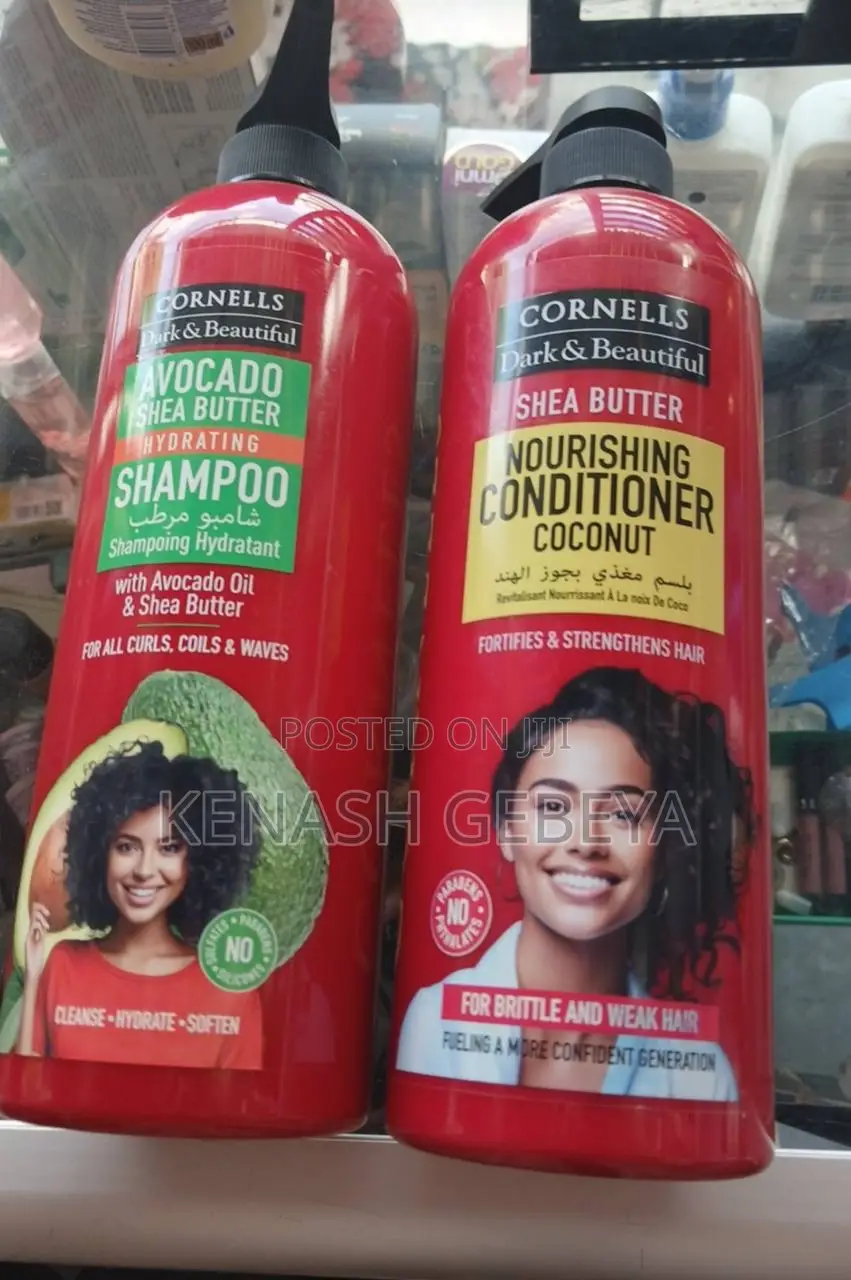 CORNELLS
Dark & Beautiful
AVOCADO
SHEA BUTTER
HYDRATING
SHAMPOO
شامبو مرطب
Shampoing Hydratant
with Avocado Oil
& Shea Butter
FOR ALL CURLS, COILS & WAVES
SULFATES • PARABENS • SILICONES
NO
CLEANSE • HYDRATE • SOFTEN
CORNELLS
Dark & Beautiful
SHEA BUTTER
NOURISHING
CONDITIONER
COCONUT
بلسم مغذي بجوز الهند
Revitalisant Nourrissant À La noix De Coco
FORTIFIES & STRENGTHENS HAIR
PARABENS
NO
PHTHALATES
FOR BRITTLE AND WEAK HAIR
FUELING A MORE CONFIDENT GENERATION
POSTED ON JIJI
KENASH GEBEYA